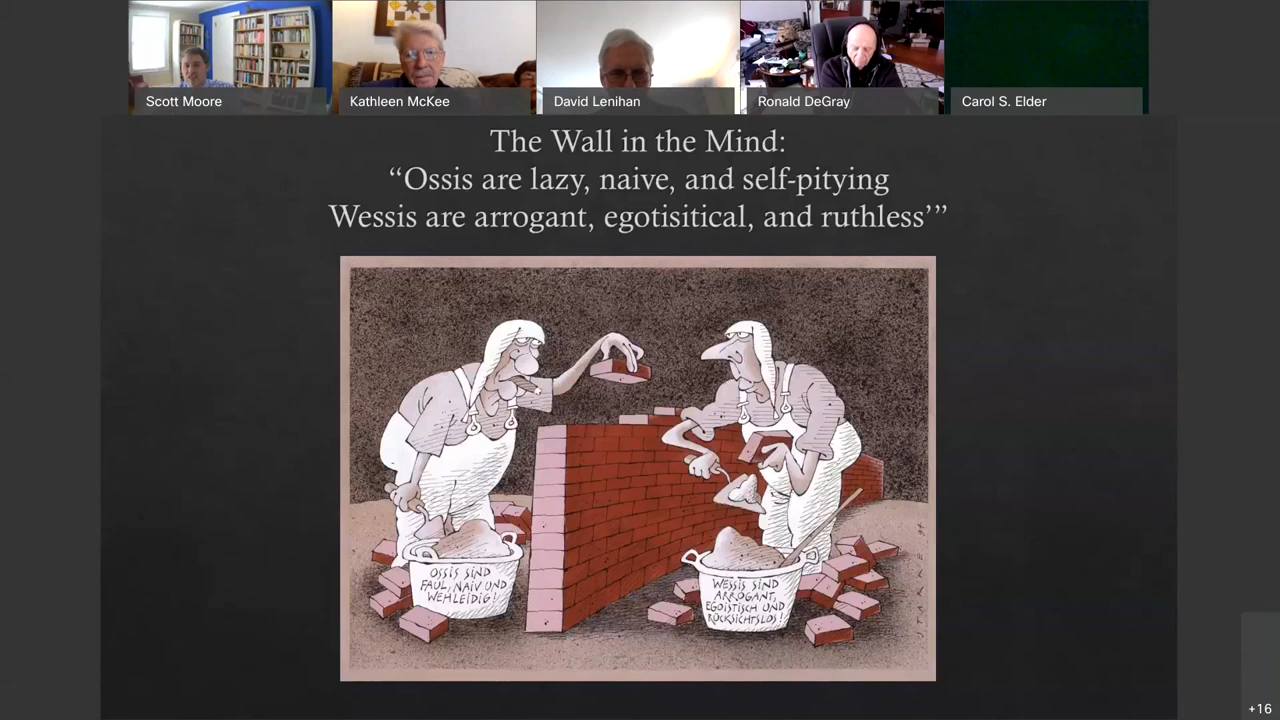 Scott Moore
Kathleen McKee
David Lenihan
Ronald DeGray
Carol S. Elder
The Wall in the Mind:
“Ossis are lazy, naive, and self-pitying
Wessis are arrogant, egotisitical, and ruthless’”
OSSIS SIND
FAUL, NAIV UND
WEHLEIDIG!
WESSIS SIND
ARROGANT,
EGOISTISCH UND
RÜCKSICHTSLOS!
+16